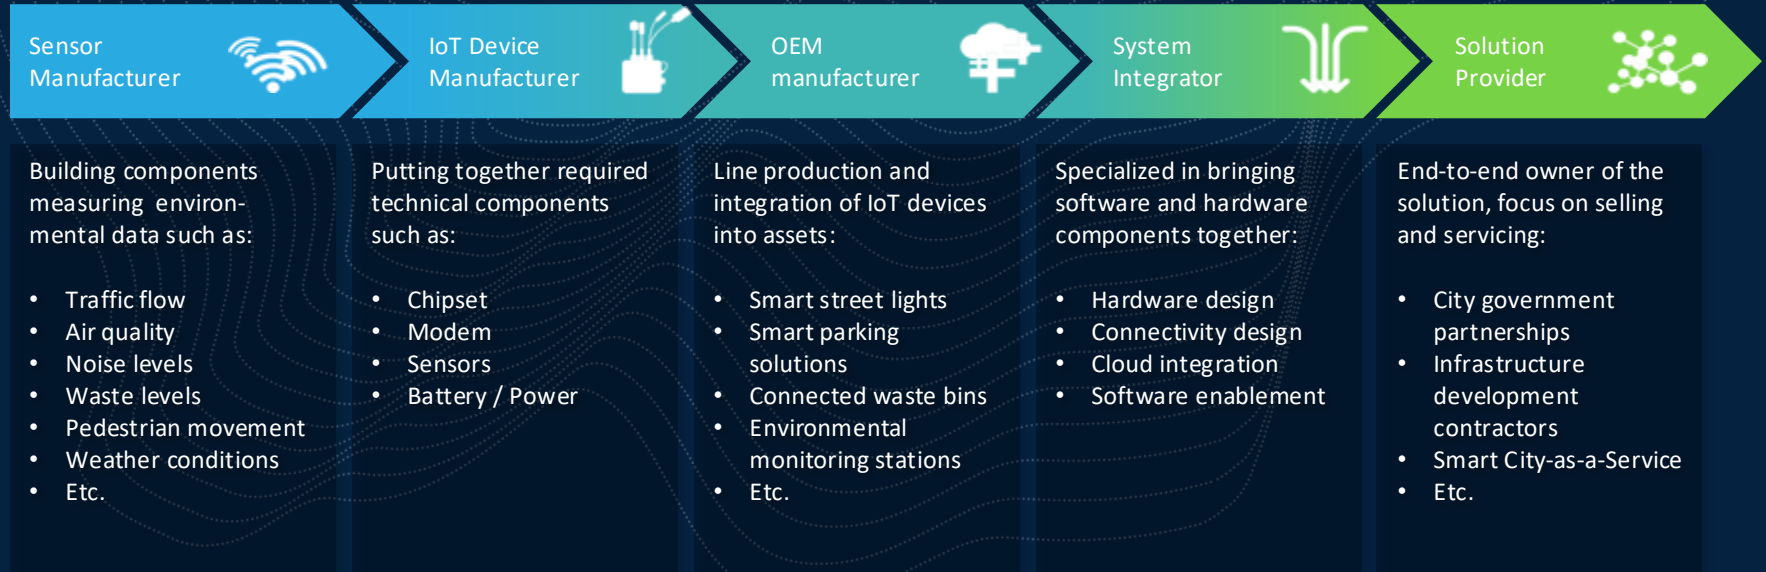 Sensor
Manufacturer
IoT Device
Manufacturer
OEM
manufacturer
System
Integrator
Solution
Provider
Building components
measuring environ-
mental data such as:
• Traffic flow
• Air quality
• Noise levels
• Waste levels
• Pedestrian movement
• Weather conditions
• Etc.
Putting together required
technical components
such as:
• Chipset
• Modem
• Sensors
• Battery / Power
Line production and
integration of IoT devices
into assets:
• Smart street lights
• Smart parking
solutions
• Connected waste bins
• Environmental
monitoring stations
• Etc.
Specialized in bringing
software and hardware
components together:
• Hardware design
• Connectivity design
• Cloud integration
• Software enablement
End-to-end owner of the
solution, focus on selling
and servicing:
• City government
partnerships
• Infrastructure
development
contractors
• Smart City-as-a-Service
• Etc.